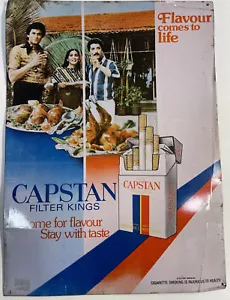 Flavour
comes to
life
CAPSTAN
FILTER KINGS
Come for flavour
Stay with taste
CAPSTAN
CIGARETTE SMOKING IS INJURIOUS TO HEALTH